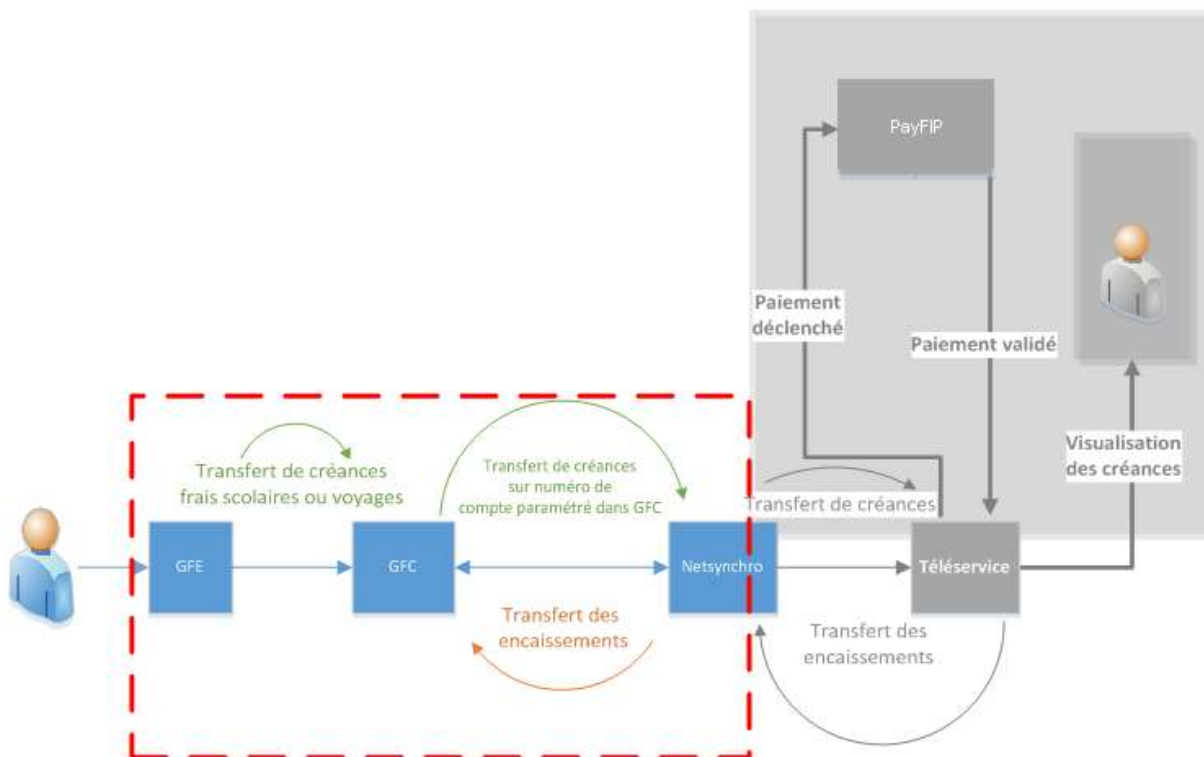 PayFIP
Paiement
déclenché
Paiement validé
Visualisation
des créances
Transfert de créances
frais scolaires ou voyages
Transfert de créances
sur numéro de
compte paramétré dans GFC
Transfert de créances
GFE
GFC
Netsynchro
Téléservice
Transfert des
encaissements
Transfert des
encaissements